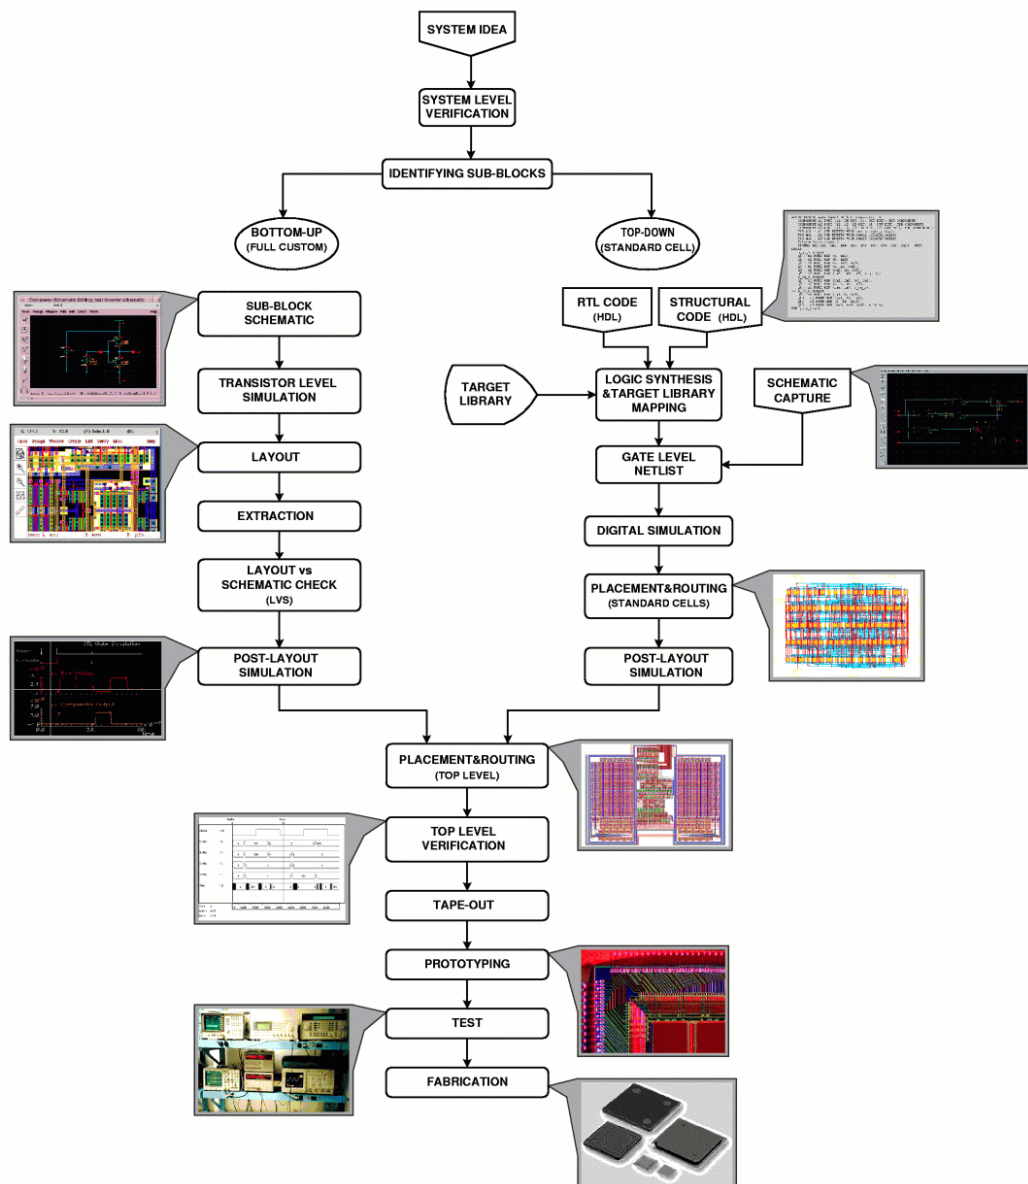 SYSTEM IDEA
SYSTEM LEVEL
VERIFICATION
IDENTIFYING SUB-BLOCKS
BOTTOM-UP
(FULL CUSTOM)
TOP-DOWN
(STANDARD CELL)
SUB-BLOCK
SCHEMATIC
TRANSISTOR LEVEL
SIMULATION
LAYOUT
EXTRACTION
LAYOUT vs
SCHEMATIC CHECK
(LVS)
POST-LAYOUT
SIMULATION
RTL CODE
(HDL)
STRUCTURAL
CODE (HDL)
TARGET
LIBRARY
LOGIC SYNTHESIS
&TARGET LIBRARY
MAPPING
SCHEMATIC
CAPTURE
GATE LEVEL
NETLIST
DIGITAL SIMULATION
PLACEMENT&ROUTING
(STANDARD CELLS)
POST-LAYOUT
SIMULATION
PLACEMENT&ROUTING
(TOP LEVEL)
TOP LEVEL
VERIFICATION
TAPE-OUT
PROTOTYPING
TEST
FABRICATION